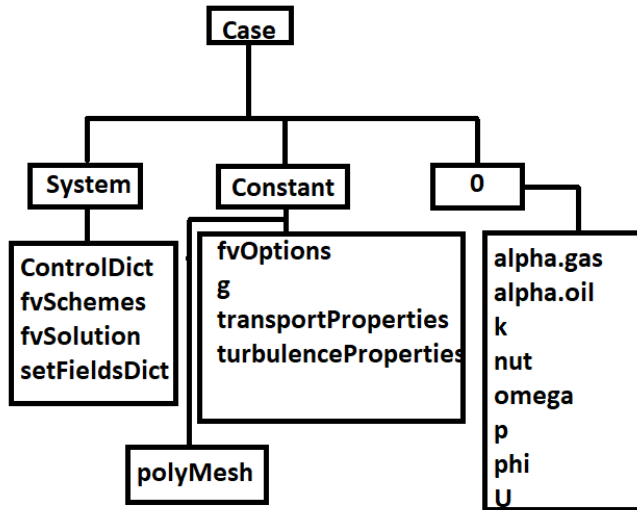 Case
System
Constant
0
ControlDict
fvSchemes
fvSolution
setFieldsDict
fvOptions
g
transportProperties
turbulenceProperties
polyMesh
alpha.gas
alpha.oil
k
nut
omega
p
phi
U